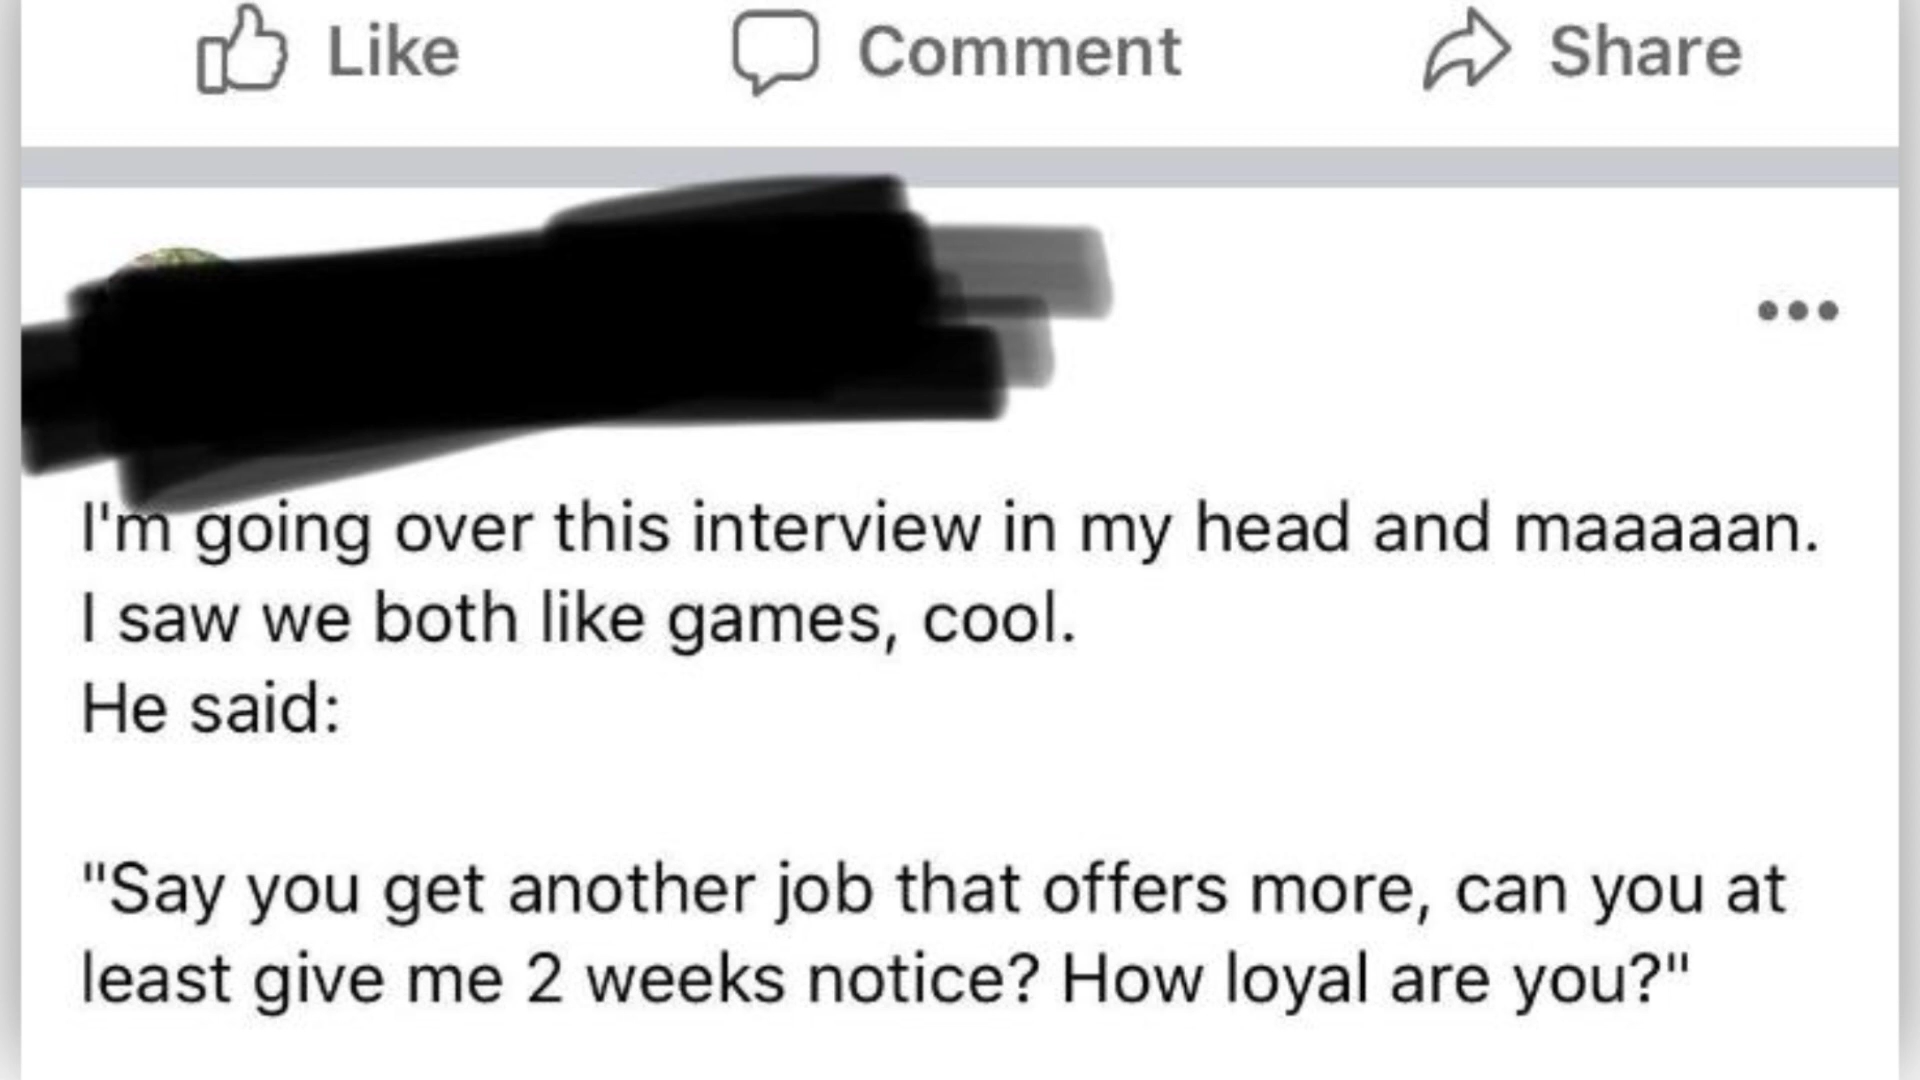 Like Comment Share
I'm going over this interview in my head and maaaaan.
I saw we both like games, cool.
He said:
"Say you get another job that offers more, can you at
least give me 2 weeks notice? How loyal are you?"